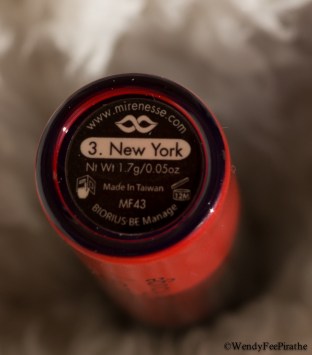 www.mirenesse.com
3. New York
Nt Wt 1.7g/0.05oz
Made In Taiwan
12M
MF43
BIORIUS BE Manage
©WendyFeePirathe